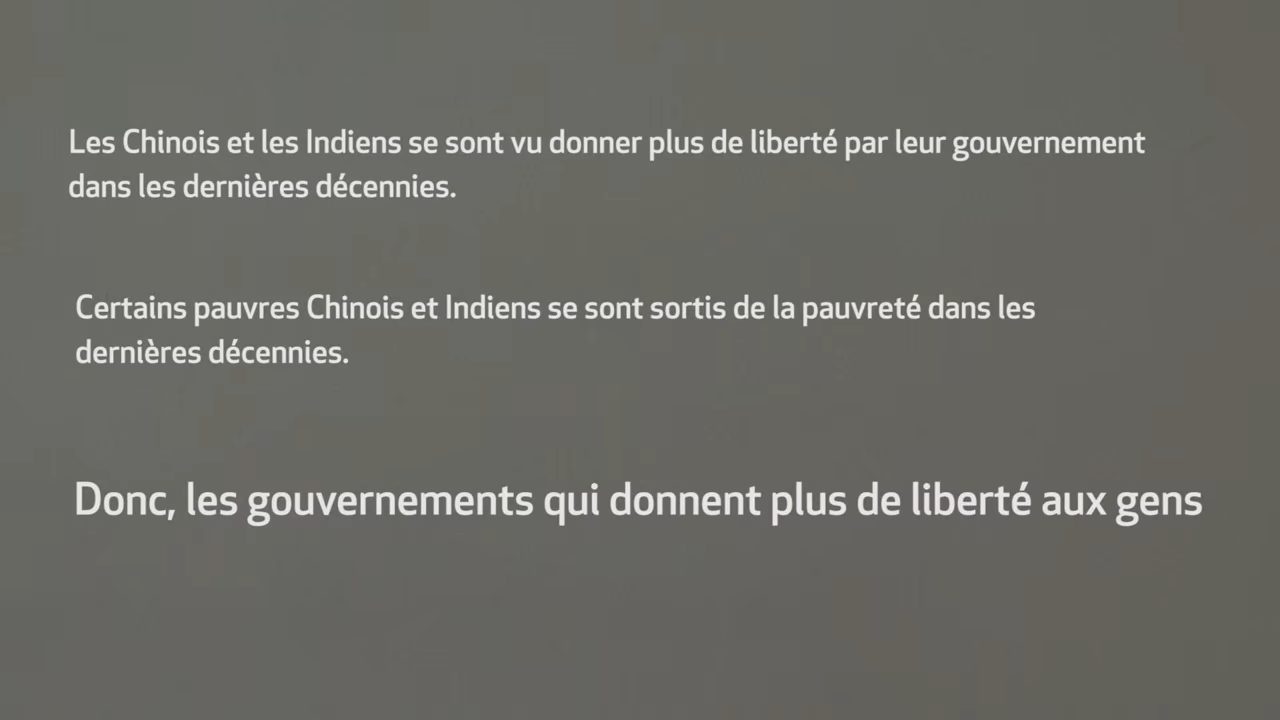 Les Chinois et les Indiens se sont vu donner plus de liberté par leur gouvernement
dans les dernières décennies.
Certains pauvres Chinois et Indiens se sont sortis de la pauvreté dans les
dernières décennies.
Donc, les gouvernements qui donnent plus de liberté aux gens